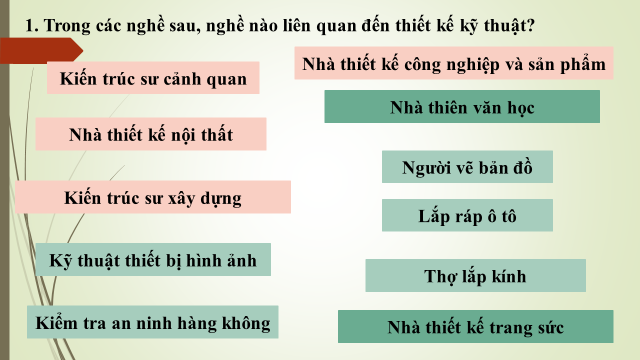 1. Trong các nghề sau, nghề nào liên quan đến thiết kế kỹ thuật?
Kiến trúc sư cảnh quan
Nhà thiết kế nội thất
Kiến trúc sư xây dựng
Kỹ thuật thiết bị hình ảnh
Kiểm tra an ninh hàng không
Nhà thiết kế công nghiệp và sản phẩm
Nhà thiên văn học
Người vẽ bản đồ
Lắp ráp ô tô
Thợ lắp kính
Nhà thiết kế trang sức